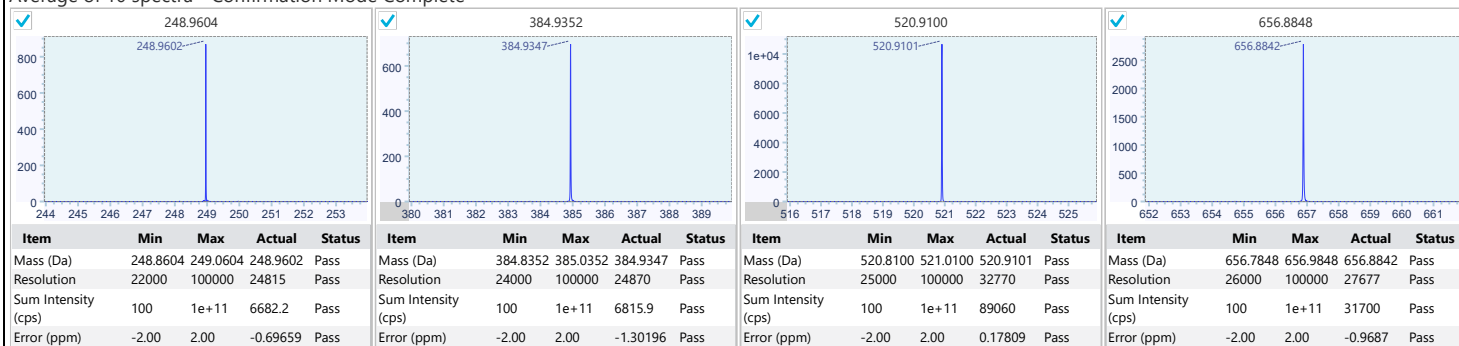 Average of 10 spectra - Confirmation Mode Complete
248.9604
800
600
400
200
0
248.9602
244 245 246 247 248 249 250 251 252 253
Item Min Max Actual Status
Mass (Da) 248.8604 249.0604 248.9602 Pass
Resolution 22000 100000 24815 Pass
Sum Intensity
(cps) 100 1e+11 6682.2 Pass
Error (ppm) -2.00 2.00 -0.69659 Pass
384.9352
600
400
200
0
384.9347
380 381 382 383 384 385 386 387 388 389
Item Min Max Actual Status
Mass (Da) 384.8352 385.0352 384.9347 Pass
Resolution 24000 100000 24870 Pass
Sum Intensity
(cps) 100 1e+11 6815.9 Pass
Error (ppm) -2.00 2.00 -1.30196 Pass
520.9100
1e+04
8000
6000
4000
2000
0
520.9101
516 517 518 519 520 521 522 523 524 525
Item Min Max Actual Status
Mass (Da) 520.8100 521.0100 520.9101 Pass
Resolution 25000 100000 32770 Pass
Sum Intensity
(cps) 100 1e+11 89060 Pass
Error (ppm) -2.00 2.00 0.17809 Pass
656.8848
2500
2000
1500
1000
500
0
656.8842
652 653 654 655 656 657 658 659 660 661
Item Min Max Actual Status
Mass (Da) 656.7848 656.9848 656.8842 Pass
Resolution 26000 100000 27677 Pass
Sum Intensity
(cps) 100 1e+11 31700 Pass
Error (ppm) -2.00 2.00 -0.9687 Pass